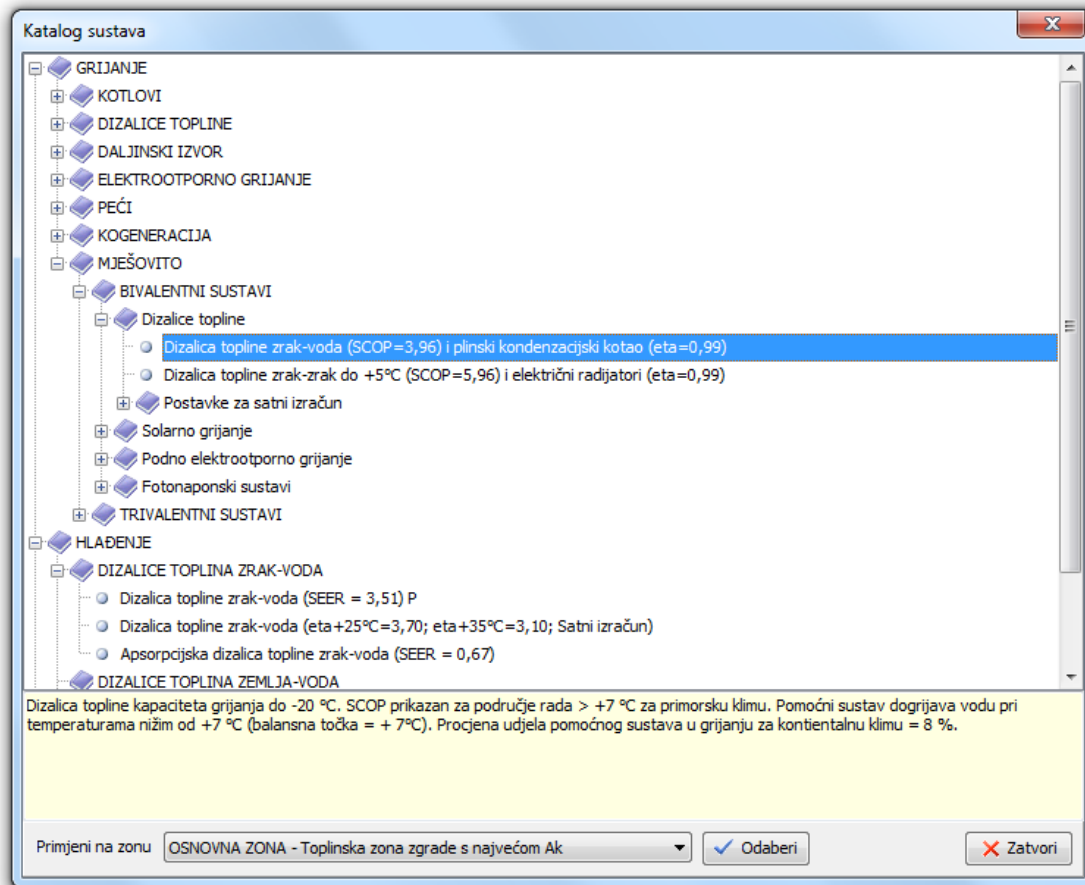 Katalog sustava
GRIJANJE
KOTLOVI
DIZALICE TOPLINE
DALJINSKI IZVOR
ELEKTROOTPORNO GRIJANJE
PEĆI
KOGENERACIJA
MJEŠOVITO
BIVALENTNI SUSTAVI
Dizalice topline
Dizalica topline zrak-voda (SCOP=3,96) i plinski kondenzacijski kotao (eta=0,99)
Dizalica topline zrak-zrak do +5°C (SCOP=5,96) i električni radijatori (eta=0,99)
Postavke za satni izračun
Solarno grijanje
Podno elektrootporno grijanje
Fotonaponski sustavi
TRIVALENTNI SUSTAVI
HLAĐENJE
DIZALICE TOPLINA ZRAK-VODA
Dizalica topline zrak-voda (SEER = 3,51) P
Dizalica topline zrak-voda (eta+25°C=3,70; eta+35°C=3,10; Satni izračun)
Apsorpcijska dizalica topline zrak-voda (SEER = 0,67)
DIZALICE TOPLINA ZEMLJA-VODA
Dizalica topline kapaciteta grijanja do -20 °C. SCOP prikazan za područje rada > +7 °C za primorsku klimu. Pomoćni sustav dogrijava vodu pri
temperaturama nižim od +7 °C (balansna točka = + 7°C). Procjena udjela pomoćnog sustava u grijanju za kontientalnu klimu = 8 %.
Primjeni na zonu OSNOVNA ZONA - Toplinska zona zgrade s najvećom Ak Odaberi Zatvori